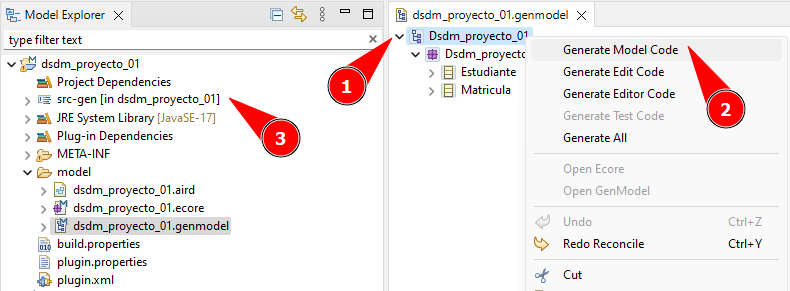 Model Explorer
type filter text
dsdm_proyecto_01
Project Dependencies
src-gen [in dsdm_proyecto_01]
JRE System Library [JavaSE-17]
Plug-in Dependencies
META-INF
model
dsdm_proyecto_01.aird
dsdm_proyecto_01.ecore
dsdm_proyecto_01.genmodel
build.properties
plugin.properties
plugin.xml
3
dsdm_proyecto_01.genmodel
Dsdm_proyecto_01
Dsdm_proyecto
Estudiante
Matricula
1
Generate Model Code
Generate Edit Code
Generate Editor Code
Generate Test Code
Generate All
Open Ecore
Open GenModel
Undo Ctrl+Z
Redo Reconcile Ctrl+Y
Cut
2